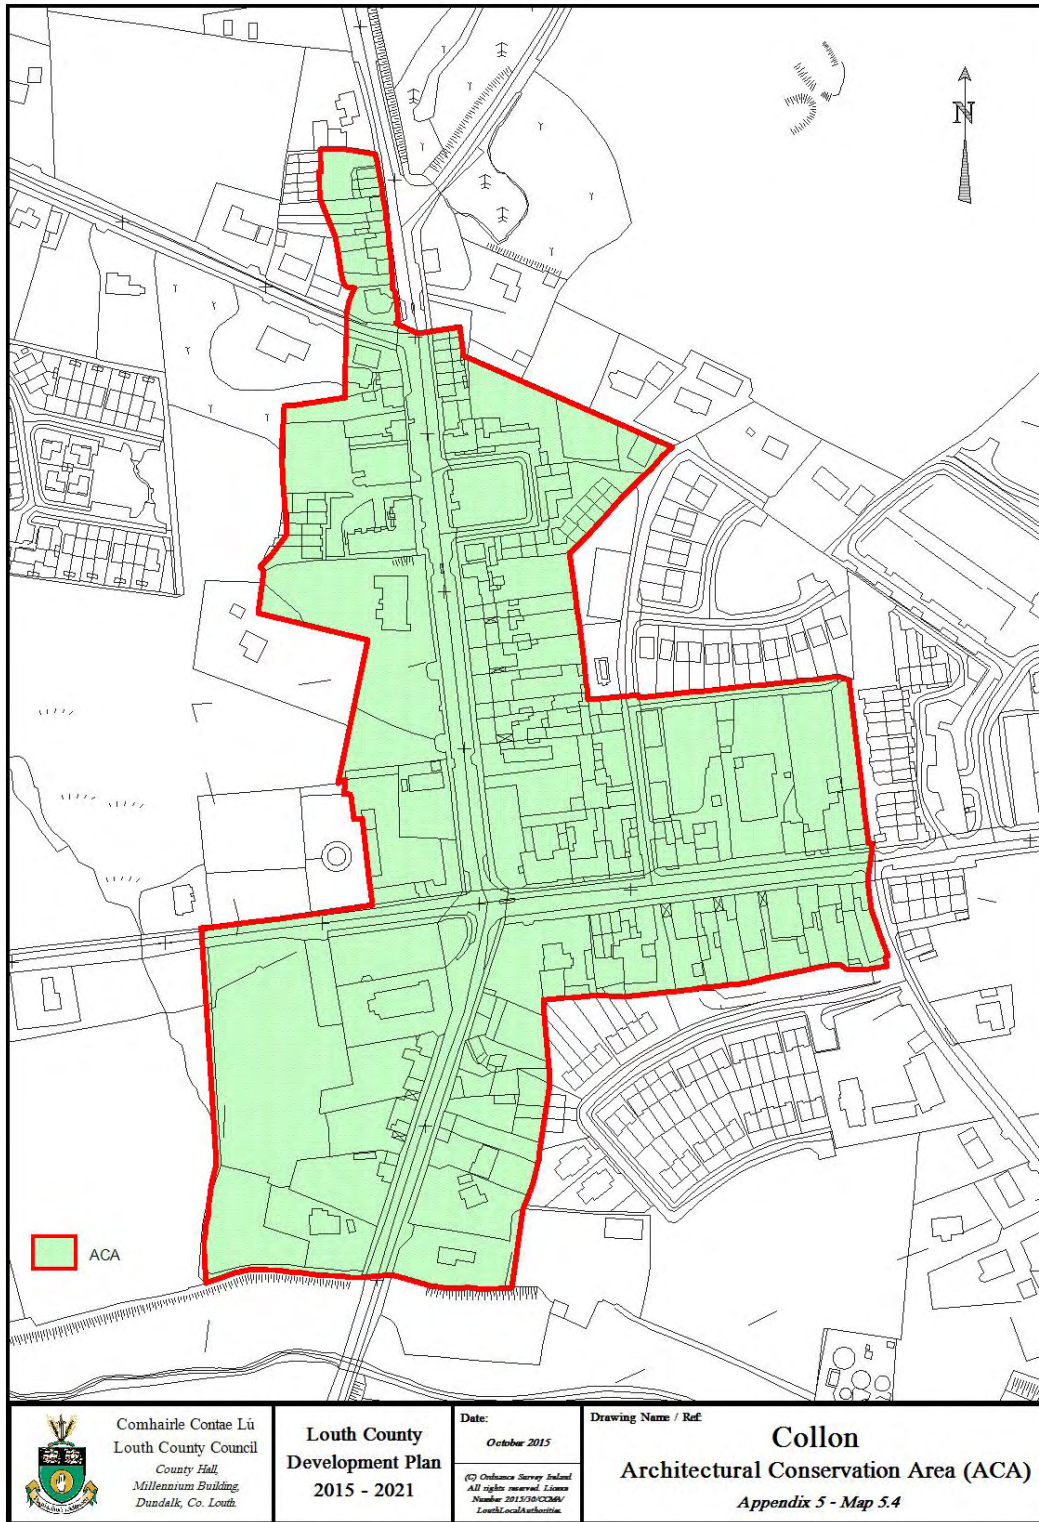 N
ACA
Comhairle Contae Lú
Louth County Council
County Hall,
Millennium Building,
Dundalk, Co. Louth.
Louth County
Development Plan
2015 - 2021
Date:
October 2015
(C) Ordnance Survey Ireland
All rights reserved. Licence
Number 2015/30/CCMA/
LouthLocalAuthorities.
Drawing Name / Ref:
Collon
Architectural Conservation Area (ACA)
Appendix 5 - Map 5.4